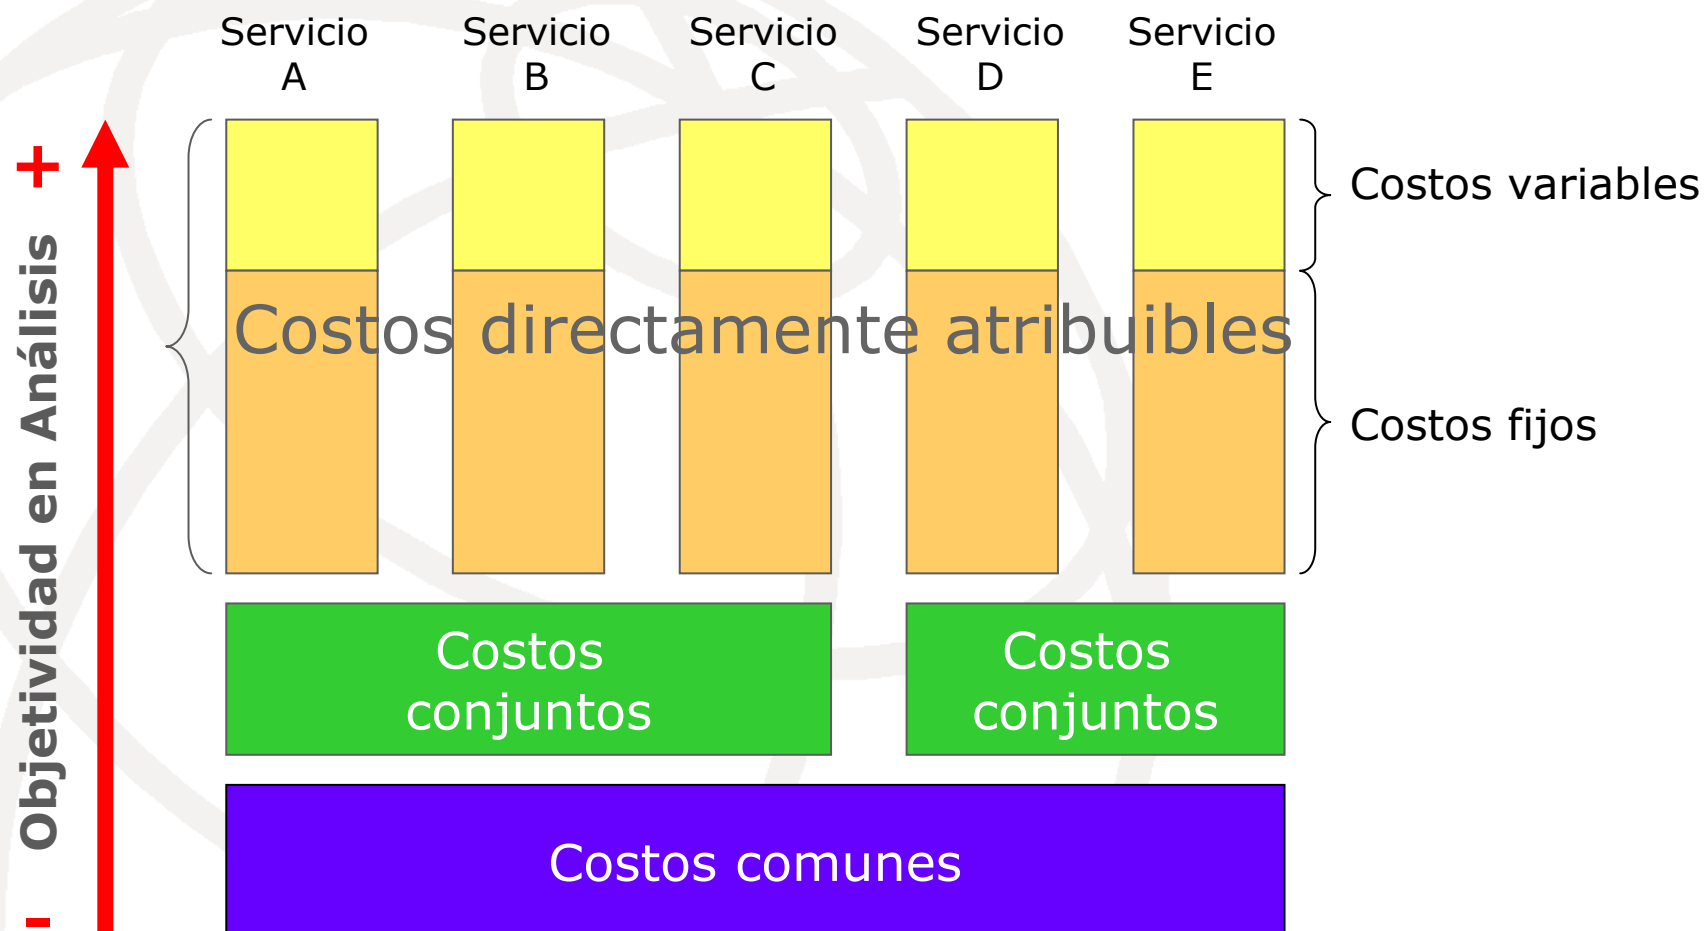 Servicio
A
Servicio
B
Servicio
C
Servicio
D
Servicio
E
+
Objetividad en Análisis
-
Costos variables
Costos directamente atribuibles
Costos fijos
Costos
conjuntos
Costos
conjuntos
Costos comunes